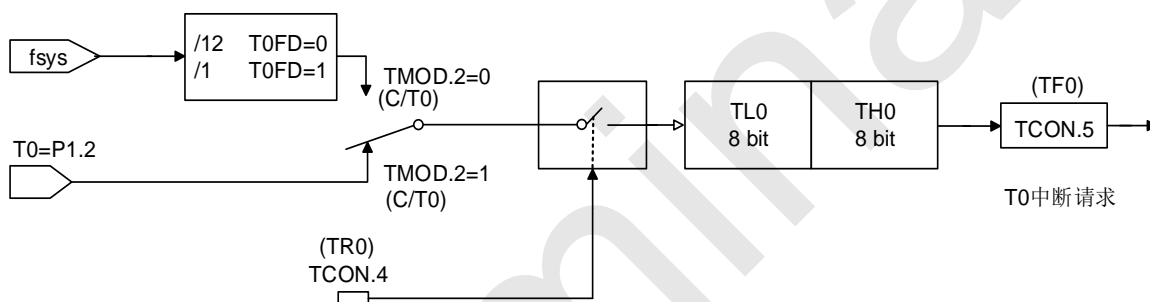 fsys
/12 T0FD=0
/1 T0FD=1
TMOD.2=0
(C/T0)
T0=P1.2
TMOD.2=1
(C/T0)
(TR0)
TCON.4
TL0
8 bit
TH0
8 bit
(TF0)
TCON.5
T0中断请求